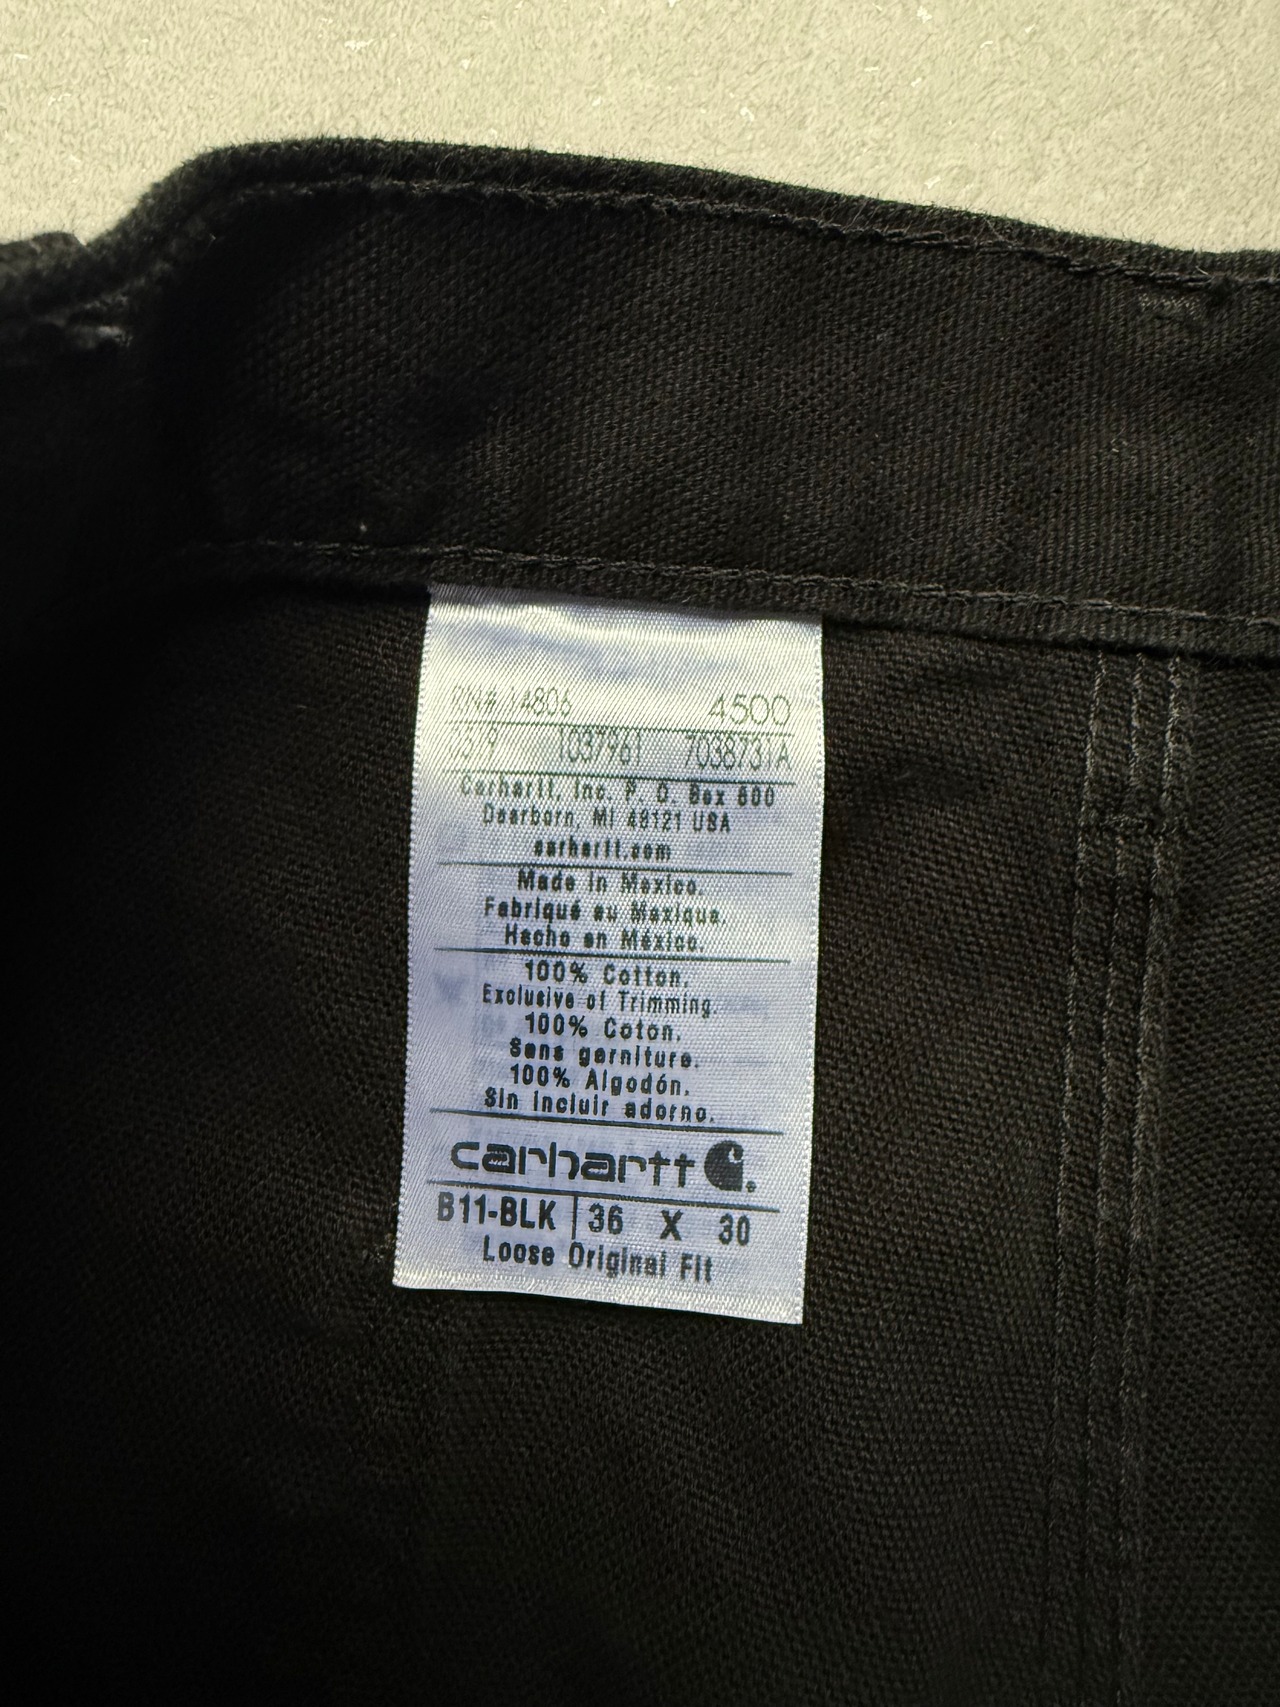 RN# 14806 4500
0379 1037961 7038731A
Carhartt, Inc. P. O. Box 600
Dearborn, MI 48121 USA
carhartt.com
Made in Mexico.
Fabriqué au Mexique.
Hecho en México.
100% Cotton.
Exclusive of Trimming.
100% Coton.
Sans garniture.
100% Algodón.
Sin incluir adorno.
carhartt
B11-BLK 36 X 30
Loose Original Fit